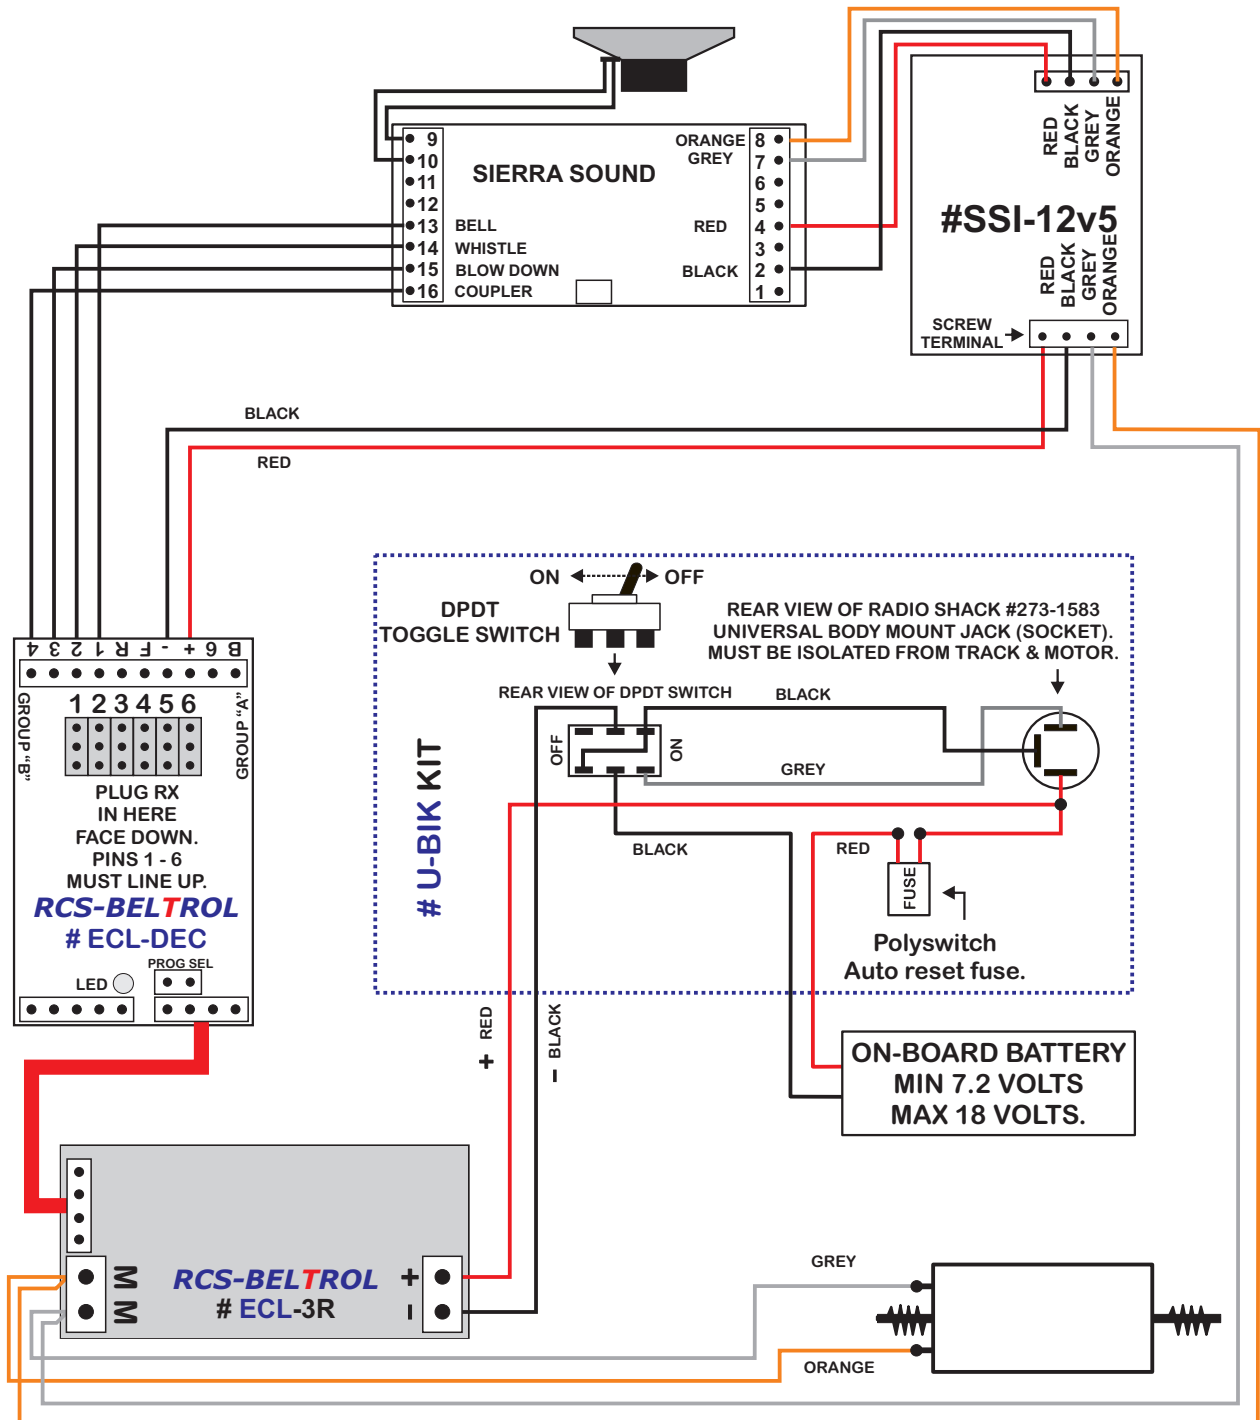 9
10
11
12
13 BELL
14 WHISTLE
15 BLOW DOWN
16 COUPLER
SIERRA SOUND
ORANGE 8
GREY 7
6
5
RED 4
3
BLACK 2
1
RED
BLACK
GREY
ORANGE
#SSI-12v5
RED
BLACK
GREY
ORANGE
SCREW
TERMINAL
BLACK
RED
4 3 2 1 R F - + 6 B
GROUP "B"
GROUP "A"
1 2 3 4 5 6
PLUG RX
IN HERE
FACE DOWN.
PINS 1 - 6
MUST LINE UP.
RCS-BELTROL
# ECL-DEC
PROG SEL
LED
ON OFF
DPDT
TOGGLE SWITCH
REAR VIEW OF RADIO SHACK #273-1583
UNIVERSAL BODY MOUNT JACK (SOCKET).
MUST BE ISOLATED FROM TRACK & MOTOR.
REAR VIEW OF DPDT SWITCH
BLACK
OFF
ON
GREY
# U-BIK KIT
BLACK
RED
FUSE
Polyswitch
Auto reset fuse.
+ RED
- BLACK
ON-BOARD BATTERY
MIN 7.2 VOLTS
MAX 18 VOLTS.
M
M
RCS-BELTROL
# ECL-3R
+
-
GREY
ORANGE